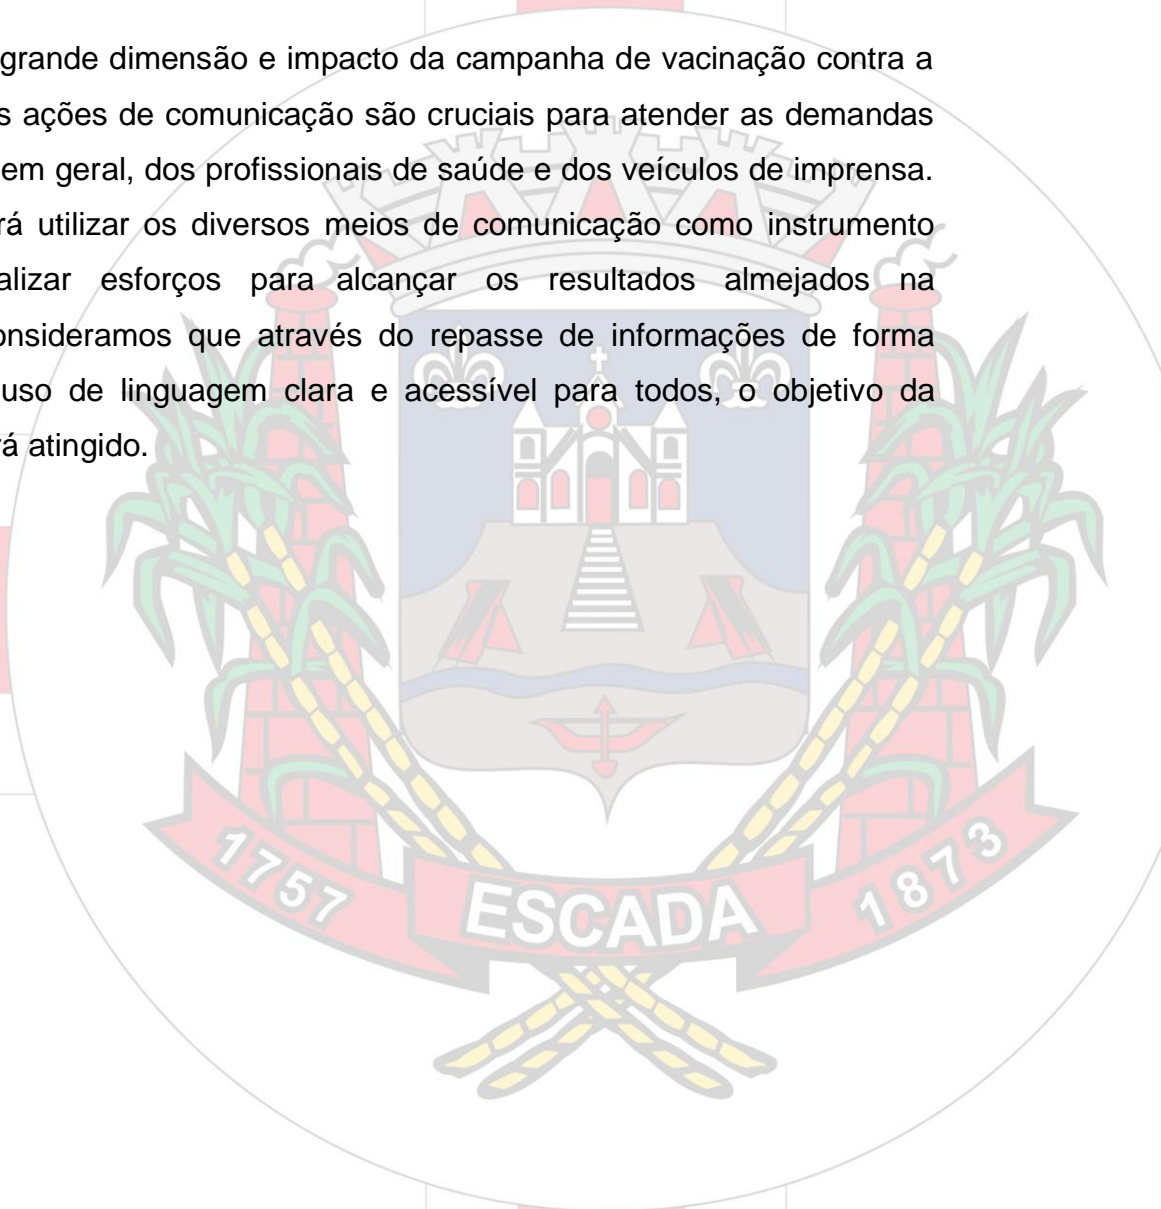 grande dimensão e impacto da campanha de vacinação contra a
s ações de comunicação são cruciais para atender as demandas
em geral, dos profissionais de saúde e dos veículos de imprensa.
rá utilizar os diversos meios de comunicação como instrumento
alizar esforços para alcançar os resultados almejados na
onsideramos que através do repasse de informações de forma
uso de linguagem clara e acessível para todos, o objetivo da
rá atingido.
1757
ESCADA
1873